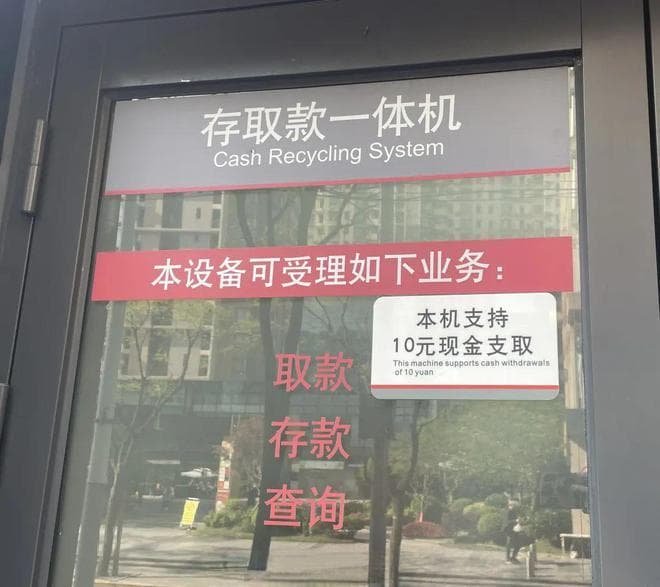 存取款一体机
Cash Recycling System
本设备可受理如下业务：
本机支持
10元现金支取
This machine supports cash withdrawals
of 10 yuan
取款
存款
查询